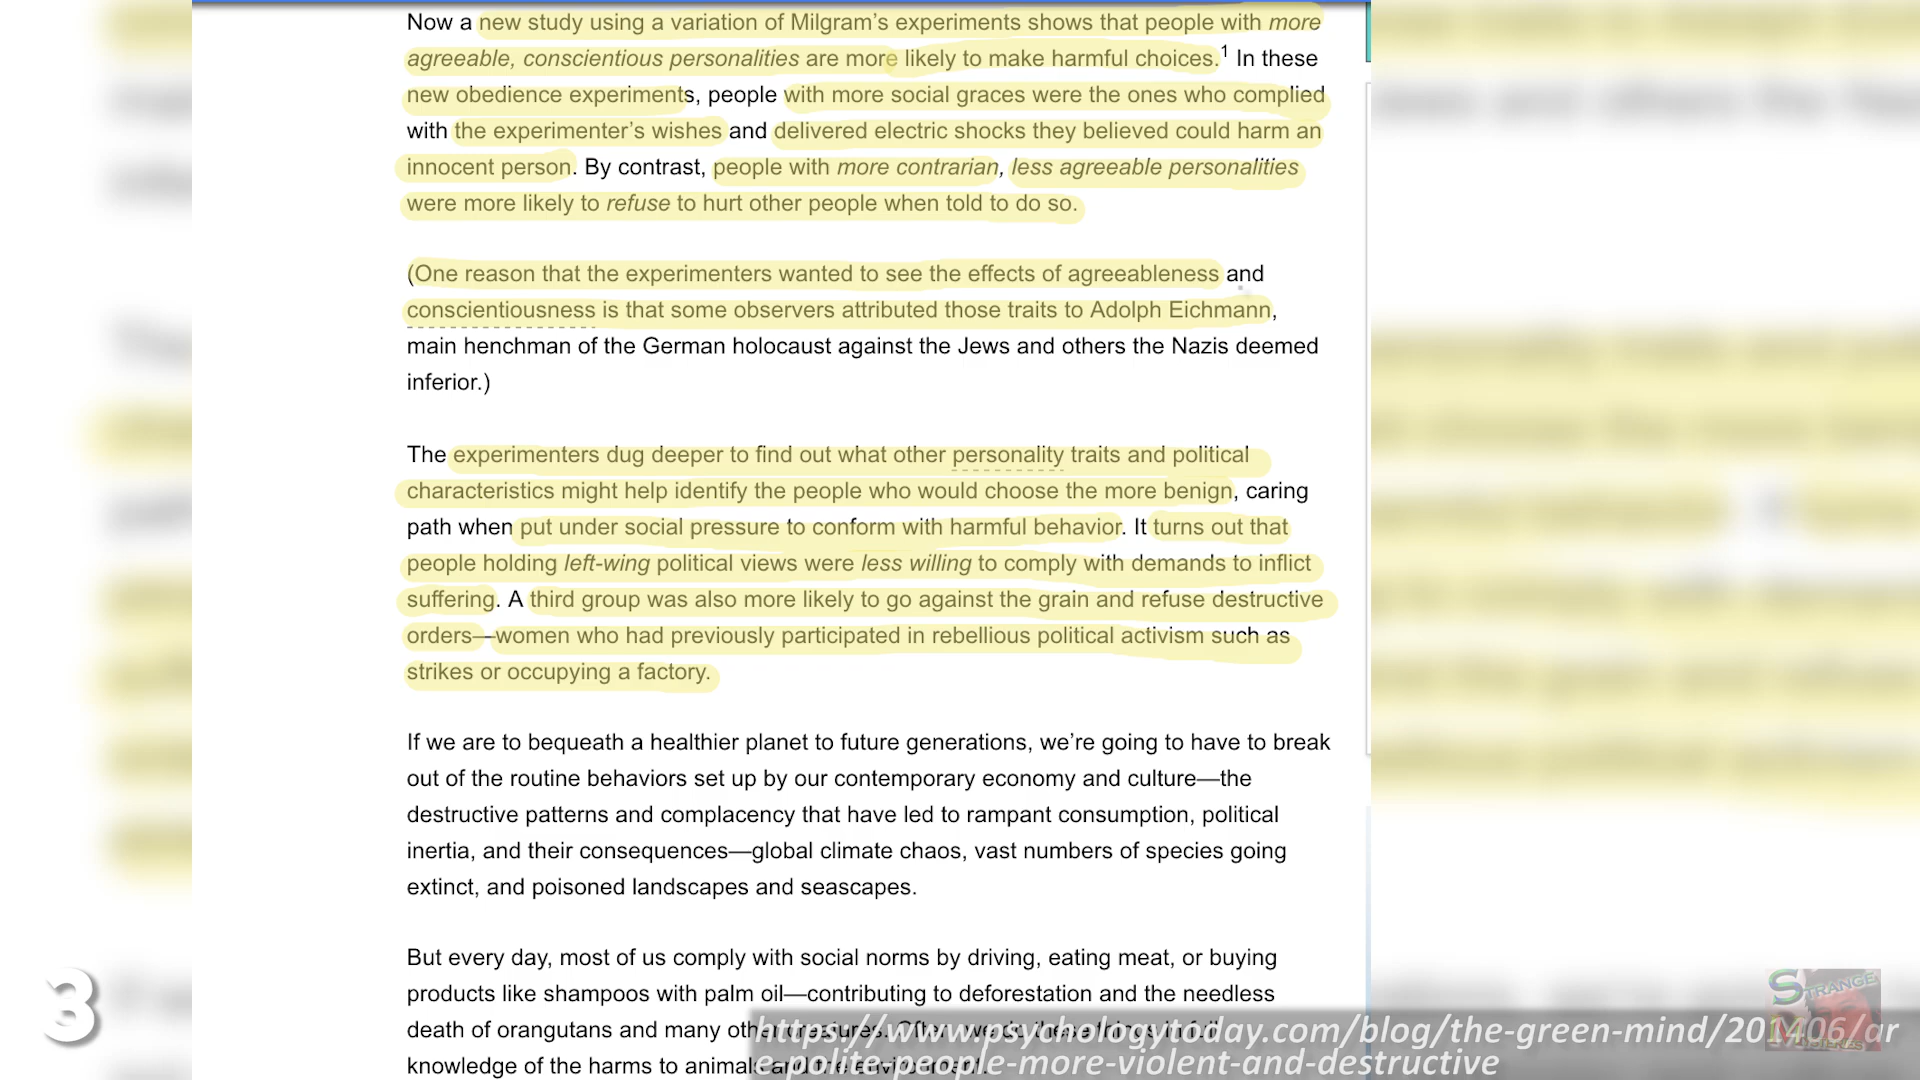 Now a new study using a variation of Milgram’s experiments shows that people with more
agreeable, conscientious personalities are more likely to make harmful choices.1 In these
new obedience experiments, people with more social graces were the ones who complied
with the experimenter’s wishes and delivered electric shocks they believed could harm an
innocent person. By contrast, people with more contrarian, less agreeable personalities
were more likely to refuse to hurt other people when told to do so.
(One reason that the experimenters wanted to see the effects of agreeableness and
conscientiousness is that some observers attributed those traits to Adolph Eichmann,
main henchman of the German holocaust against the Jews and others the Nazis deemed
inferior.)
The experimenters dug deeper to find out what other personality traits and political
characteristics might help identify the people who would choose the more benign, caring
path when put under social pressure to conform with harmful behavior. It turns out that
people holding left-wing political views were less willing to comply with demands to inflict
suffering. A third group was also more likely to go against the grain and refuse destructive
orders—women who had previously participated in rebellious political activism such as
strikes or occupying a factory.
If we are to bequeath a healthier planet to future generations, we’re going to have to break
out of the routine behaviors set up by our contemporary economy and culture—the
destructive patterns and complacency that have led to rampant consumption, political
inertia, and their consequences—global climate chaos, vast numbers of species going
extinct, and poisoned landscapes and seascapes.
But every day, most of us comply with social norms by driving, eating meat, or buying
products like shampoos with palm oil—contributing to deforestation and the needless
death of orangutans and many other creatures. Often, we do these things in full
knowledge of the harms to animals and the environment.
3
STRANGE
MYSTERIES
https://www.psychologytoday.com/blog/the-green-mind/201406/ar
e-polite-people-more-violent-and-destructive